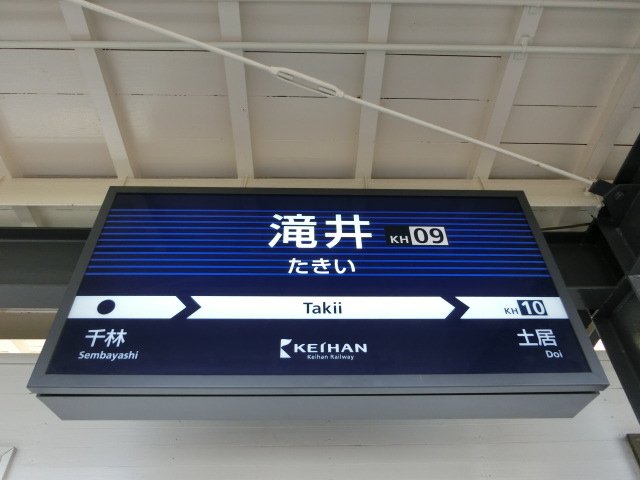 滝井 KH 09
たきい
Takii
KH 10
千林
Sembayashi
土居
Doi
KEIHAN
Keihan Railway